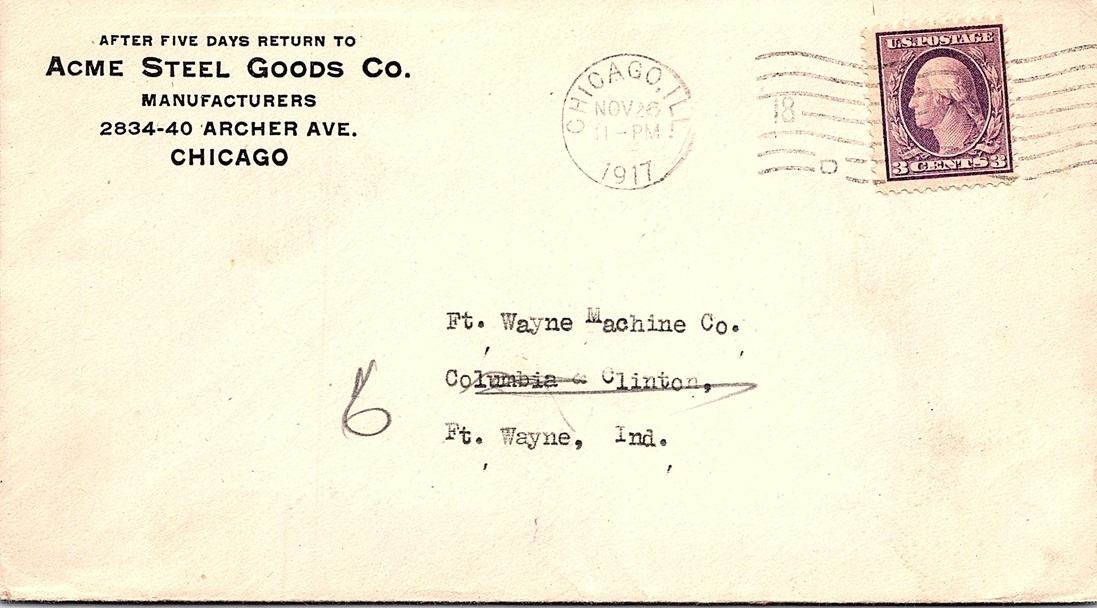 AFTER FIVE DAYS RETURN TO
ACME STEEL GOODS CO.
MANUFACTURERS
2834-40 ARCHER AVE.
CHICAGO
CHICAGO, ILL
NOV 26
11-PM
1917
18
D
U.S. POSTAGE
3 CENTS 3
Ft. Wayne Machine Co.
Columbia & Clinton,
6
Ft. Wayne, Ind.